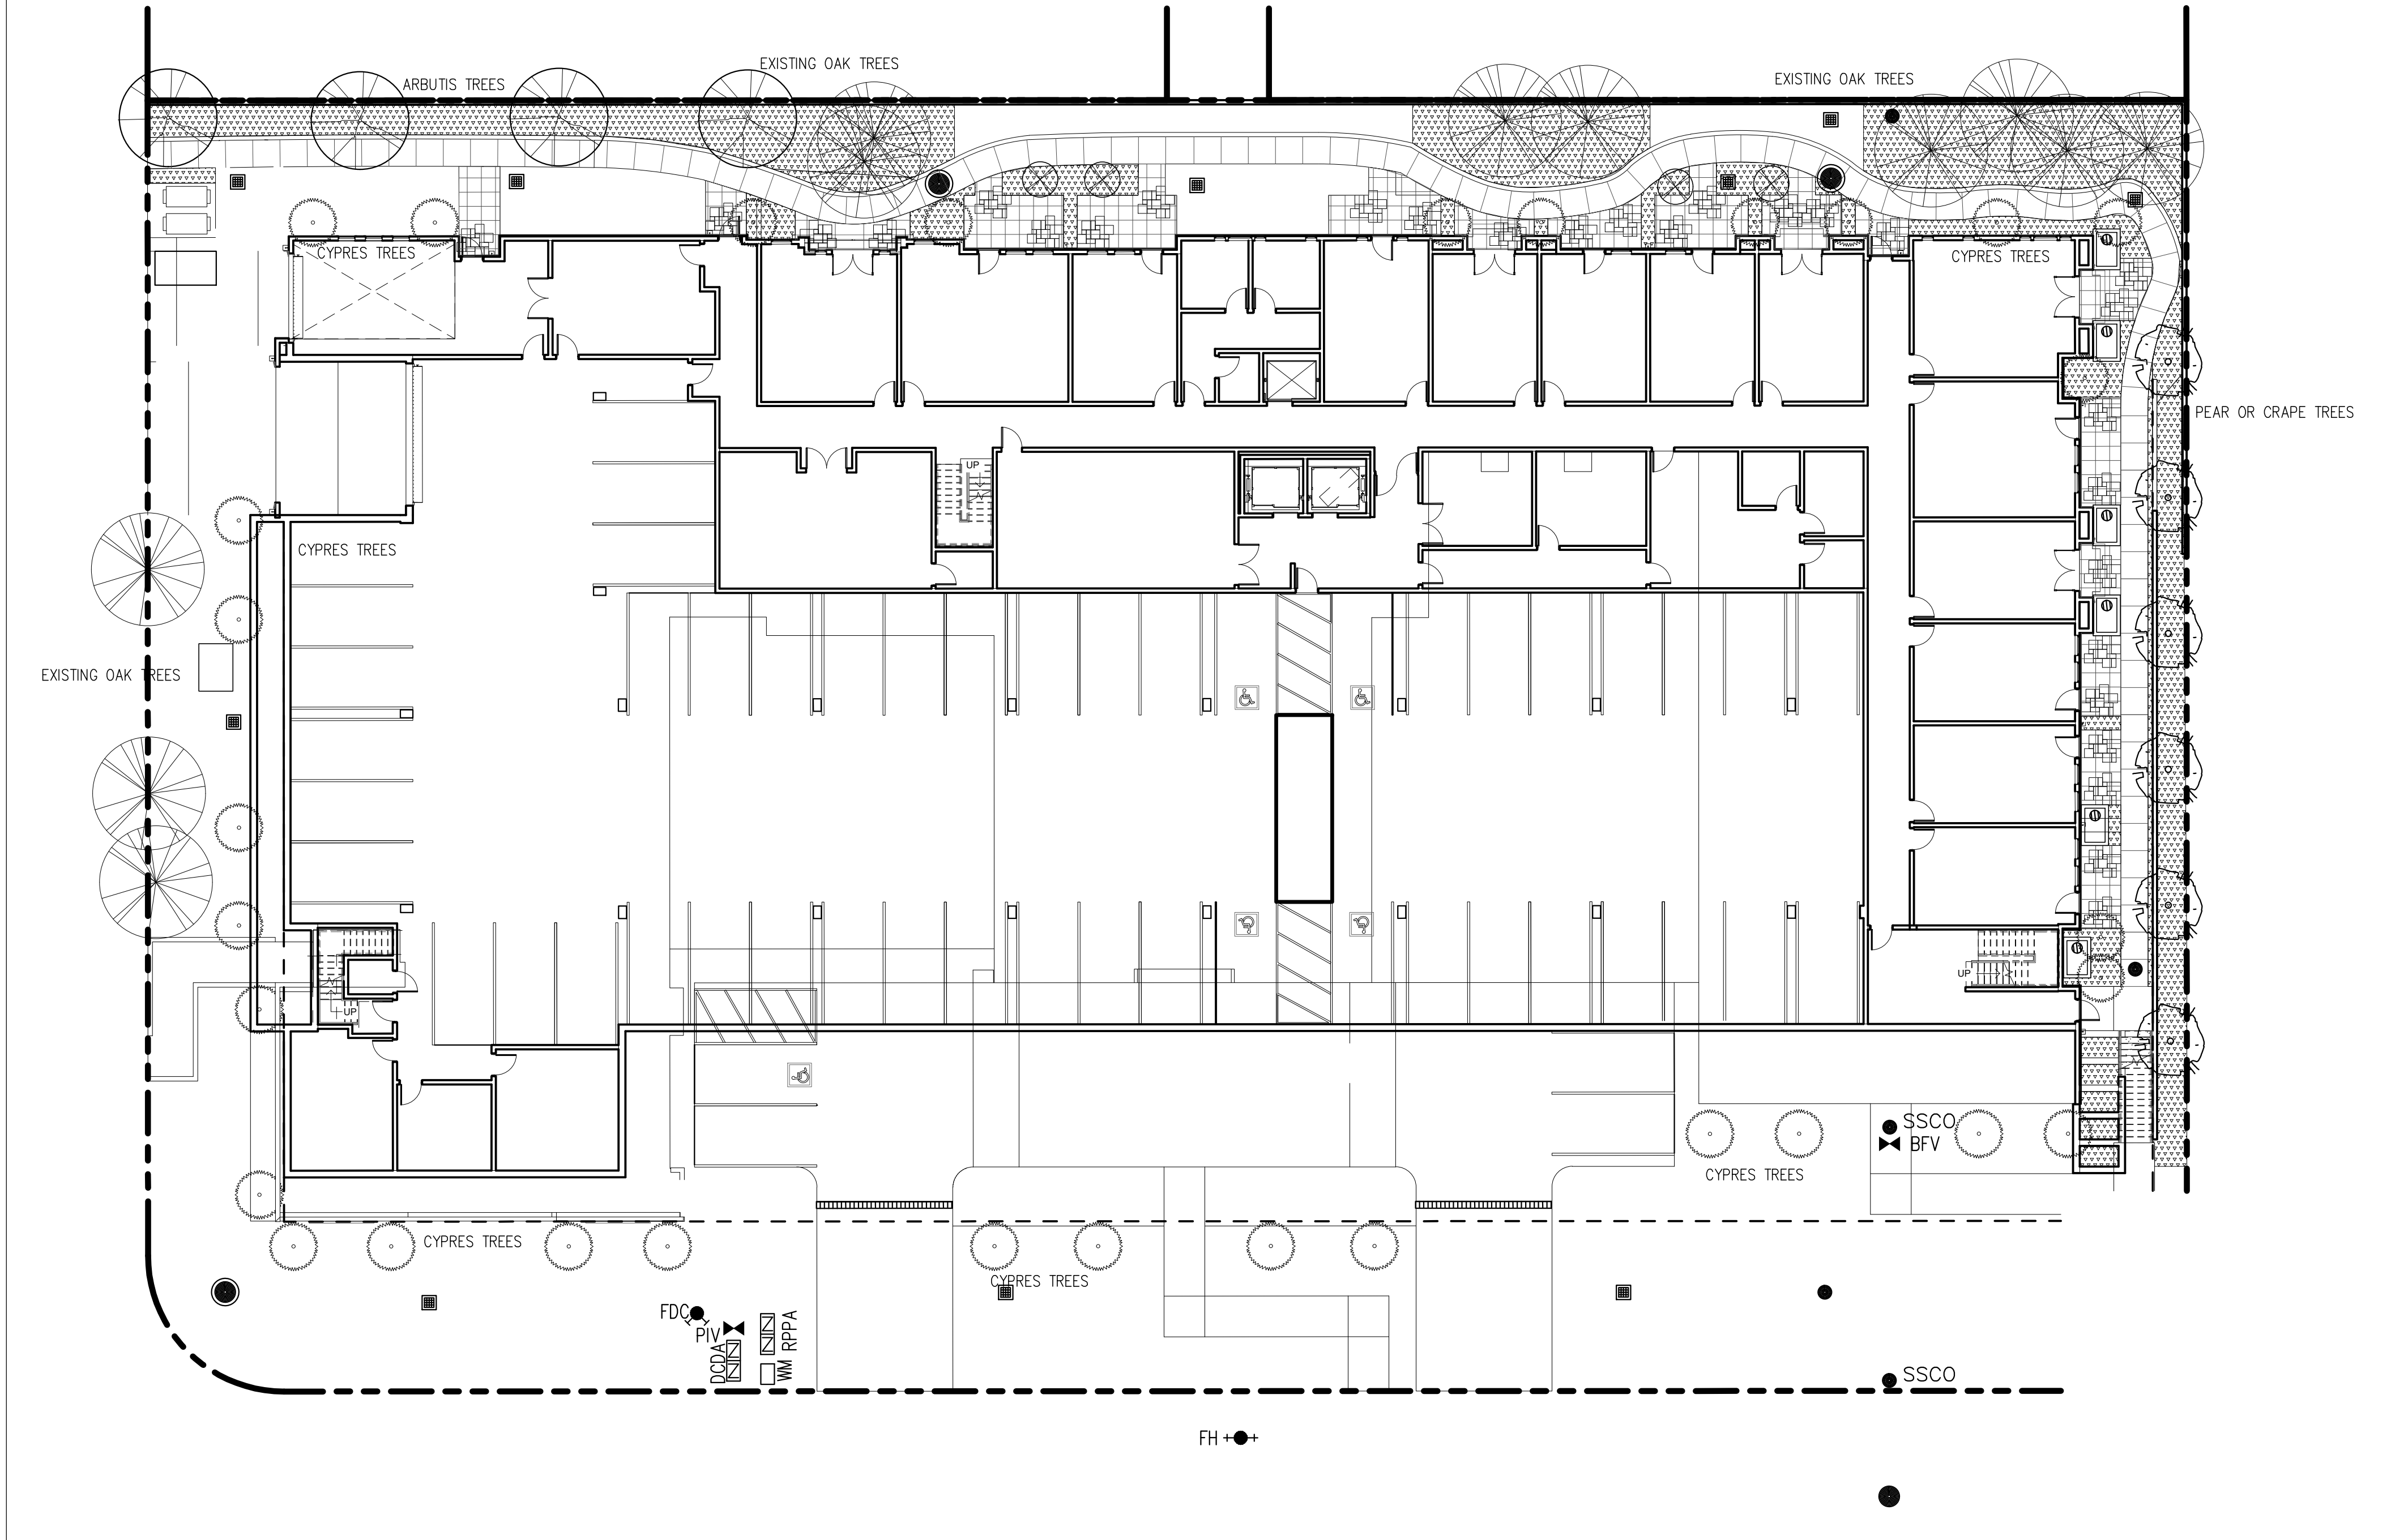 EXISTING OAK TREES
ARBUTIS TREES
EXISTING OAK TREES
CYPRES TREES
CYPRES TREES
PEAR OR CRAPE TREES
UP
CYPRES TREES
EXISTING OAK TREES
UP
UP
SSCO
BFV
CYPRES TREES
CYPRES TREES
CYPRES TREES
FDC
PIV
RPPA
DCDA
WM
SSCO
FH